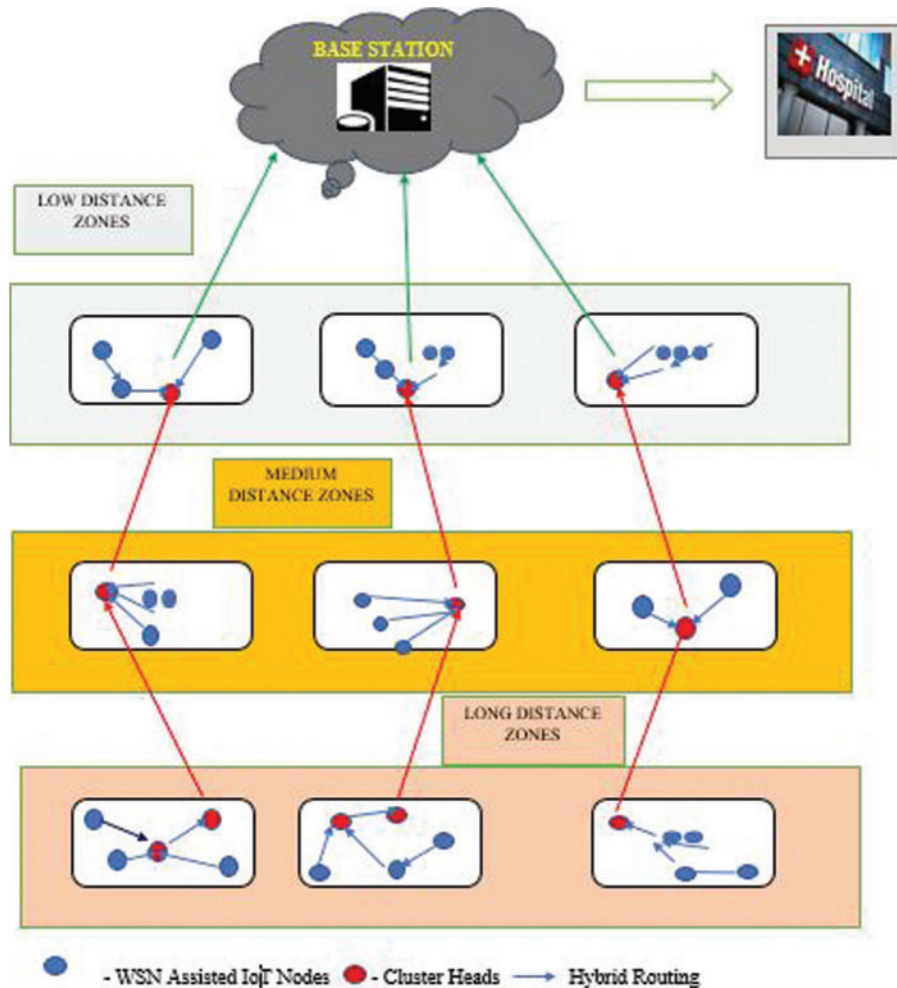 BASE STATION
Hospital
LOW DISTANCE
ZONES
MEDIUM
DISTANCE ZONES
LONG DISTANCE
ZONES
- WSN Assisted IoT Nodes - Cluster Heads Hybrid Routing